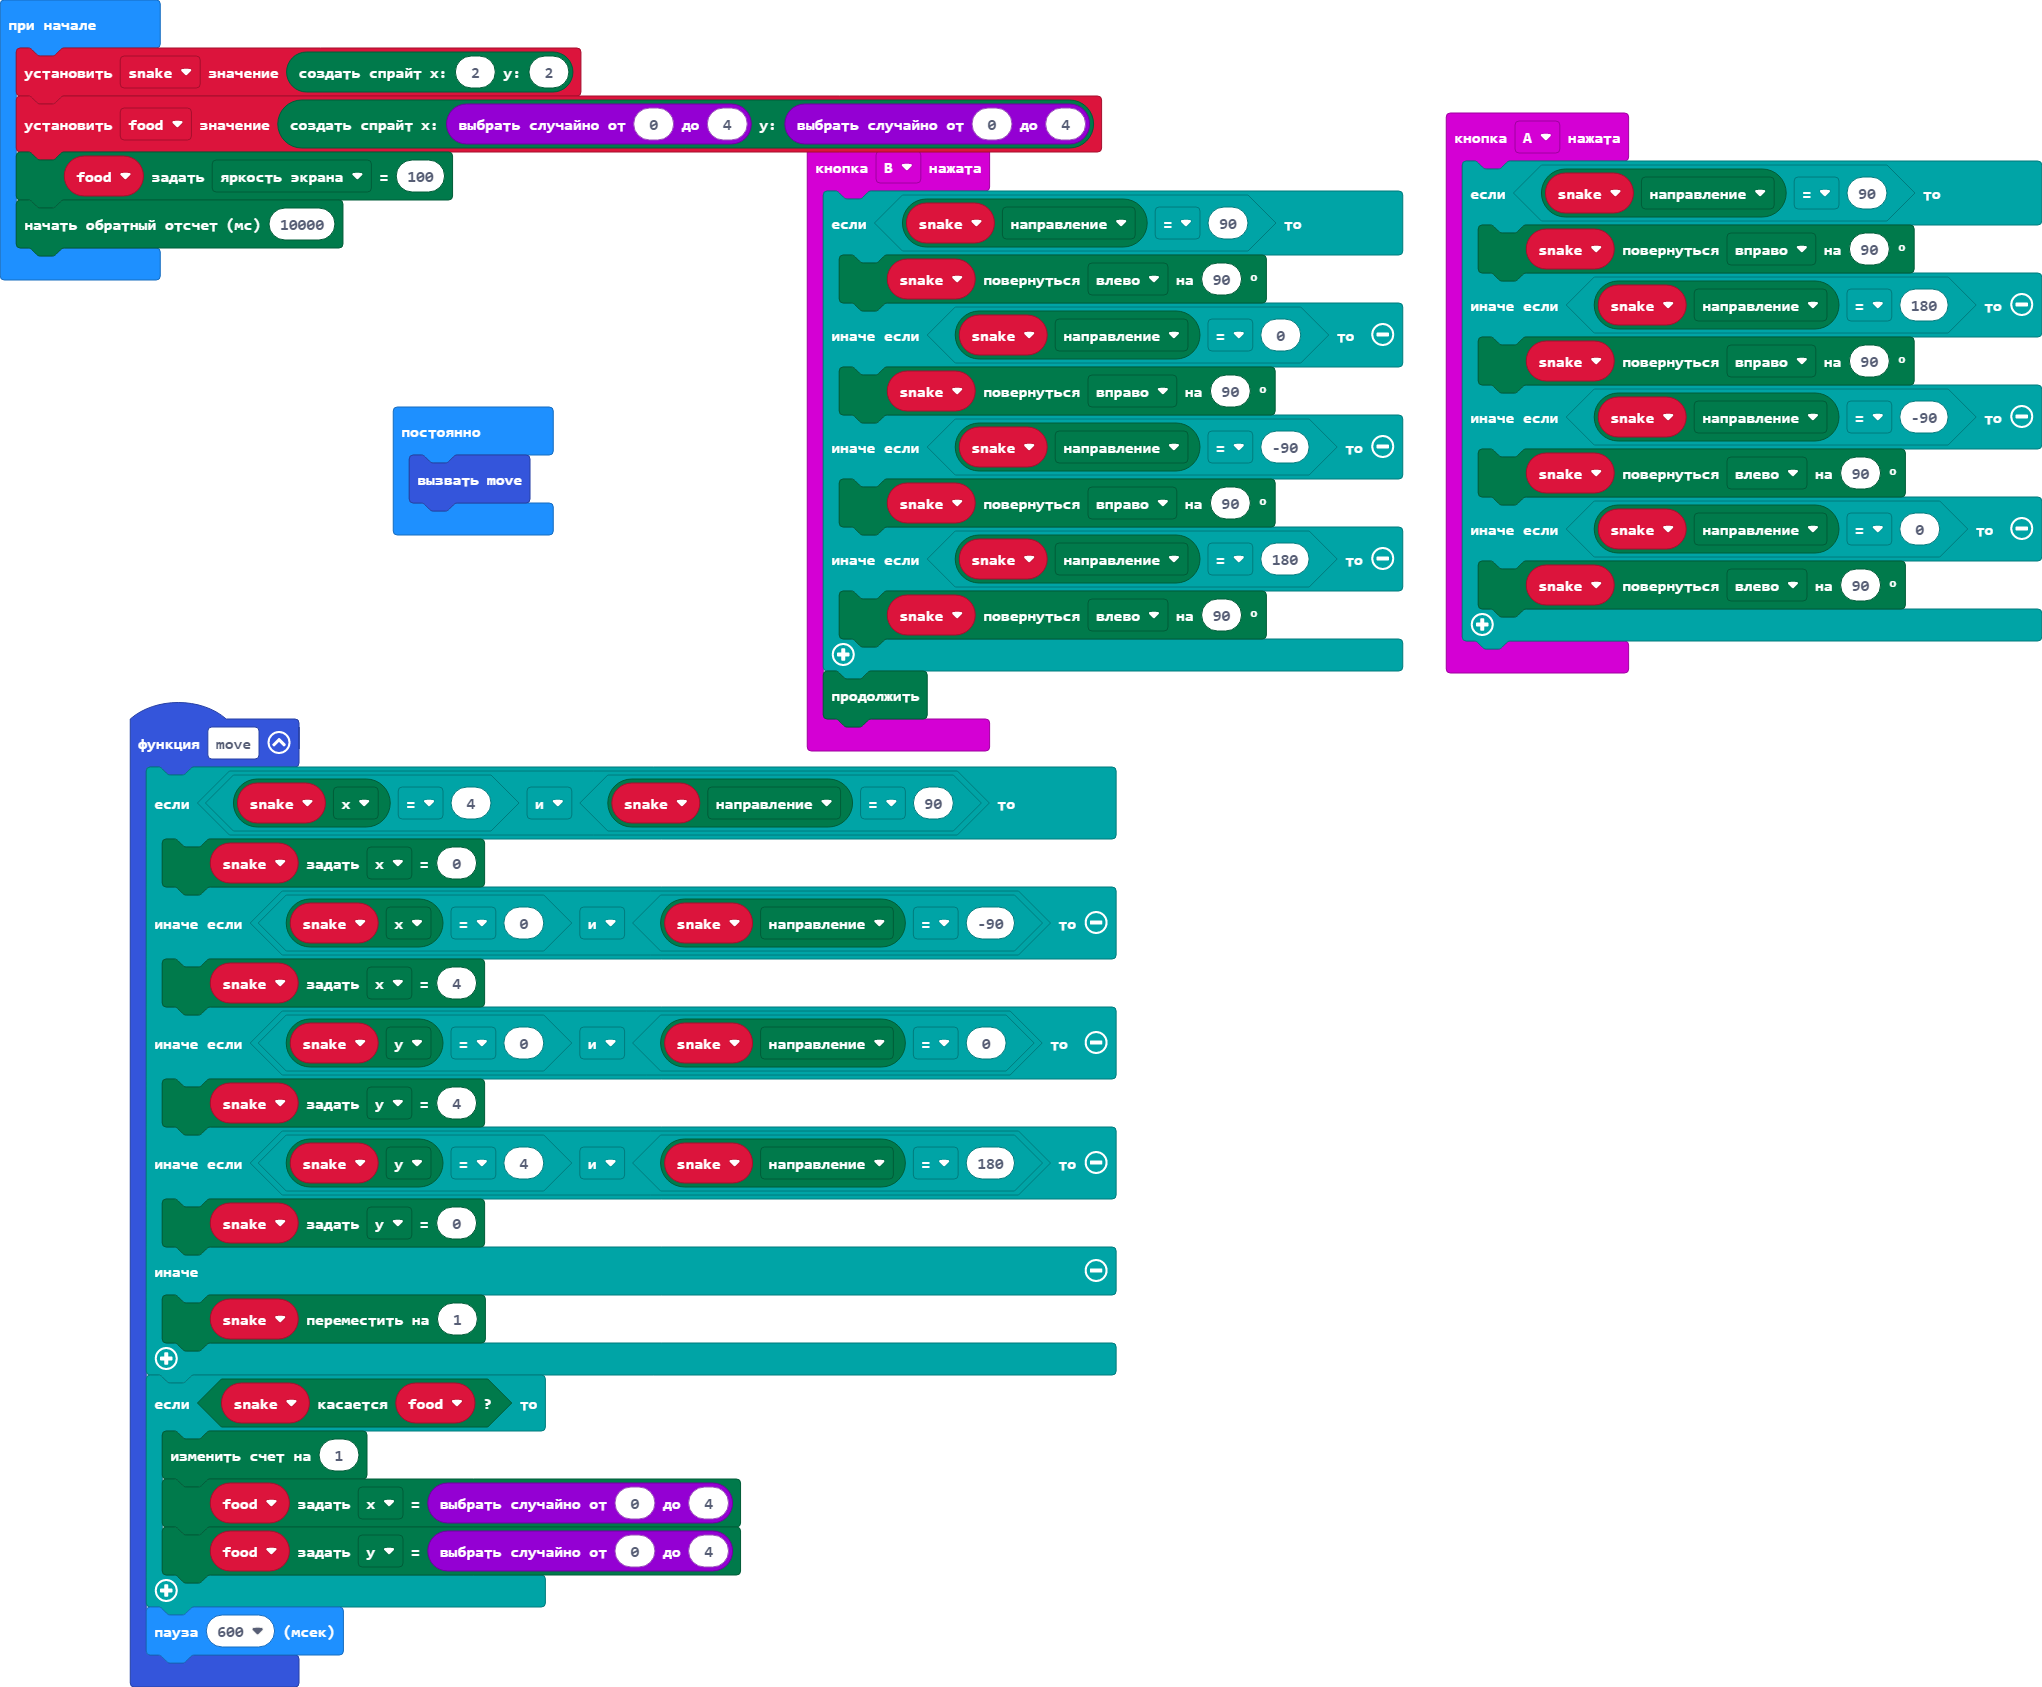 при начале
установить snake значение создать спрайт x: 2 y: 2
установить food значение создать спрайт x: выбрать случайно от 0 до 4 y: выбрать случайно от 0 до 4
food задать яркость экрана = 100
начать обратный отсчет (мс) 10000
постоянно
вызвать move
кнопка B нажата
если snake направление = 90 то
snake повернуться влево на 90 °
иначе если snake направление = 0 то
snake повернуться вправо на 90 °
иначе если snake направление = -90 то
snake повернуться вправо на 90 °
иначе если snake направление = 180 то
snake повернуться влево на 90 °
продолжить
кнопка A нажата
если snake направление = 90 то
snake повернуться вправо на 90 °
иначе если snake направление = 180 то
snake повернуться вправо на 90 °
иначе если snake направление = -90 то
snake повернуться влево на 90 °
иначе если snake направление = 0 то
snake повернуться влево на 90 °
функция move
если snake x = 4 и snake направление = 90 то
snake задать x = 0
иначе если snake x = 0 и snake направление = -90 то
snake задать x = 4
иначе если snake y = 0 и snake направление = 0 то
snake задать y = 4
иначе если snake y = 4 и snake направление = 180 то
snake задать y = 0
иначе
snake переместить на 1
если snake касается food ? то
изменить счет на 1
food задать x = выбрать случайно от 0 до 4
food задать y = выбрать случайно от 0 до 4
пауза 600 (мсек)